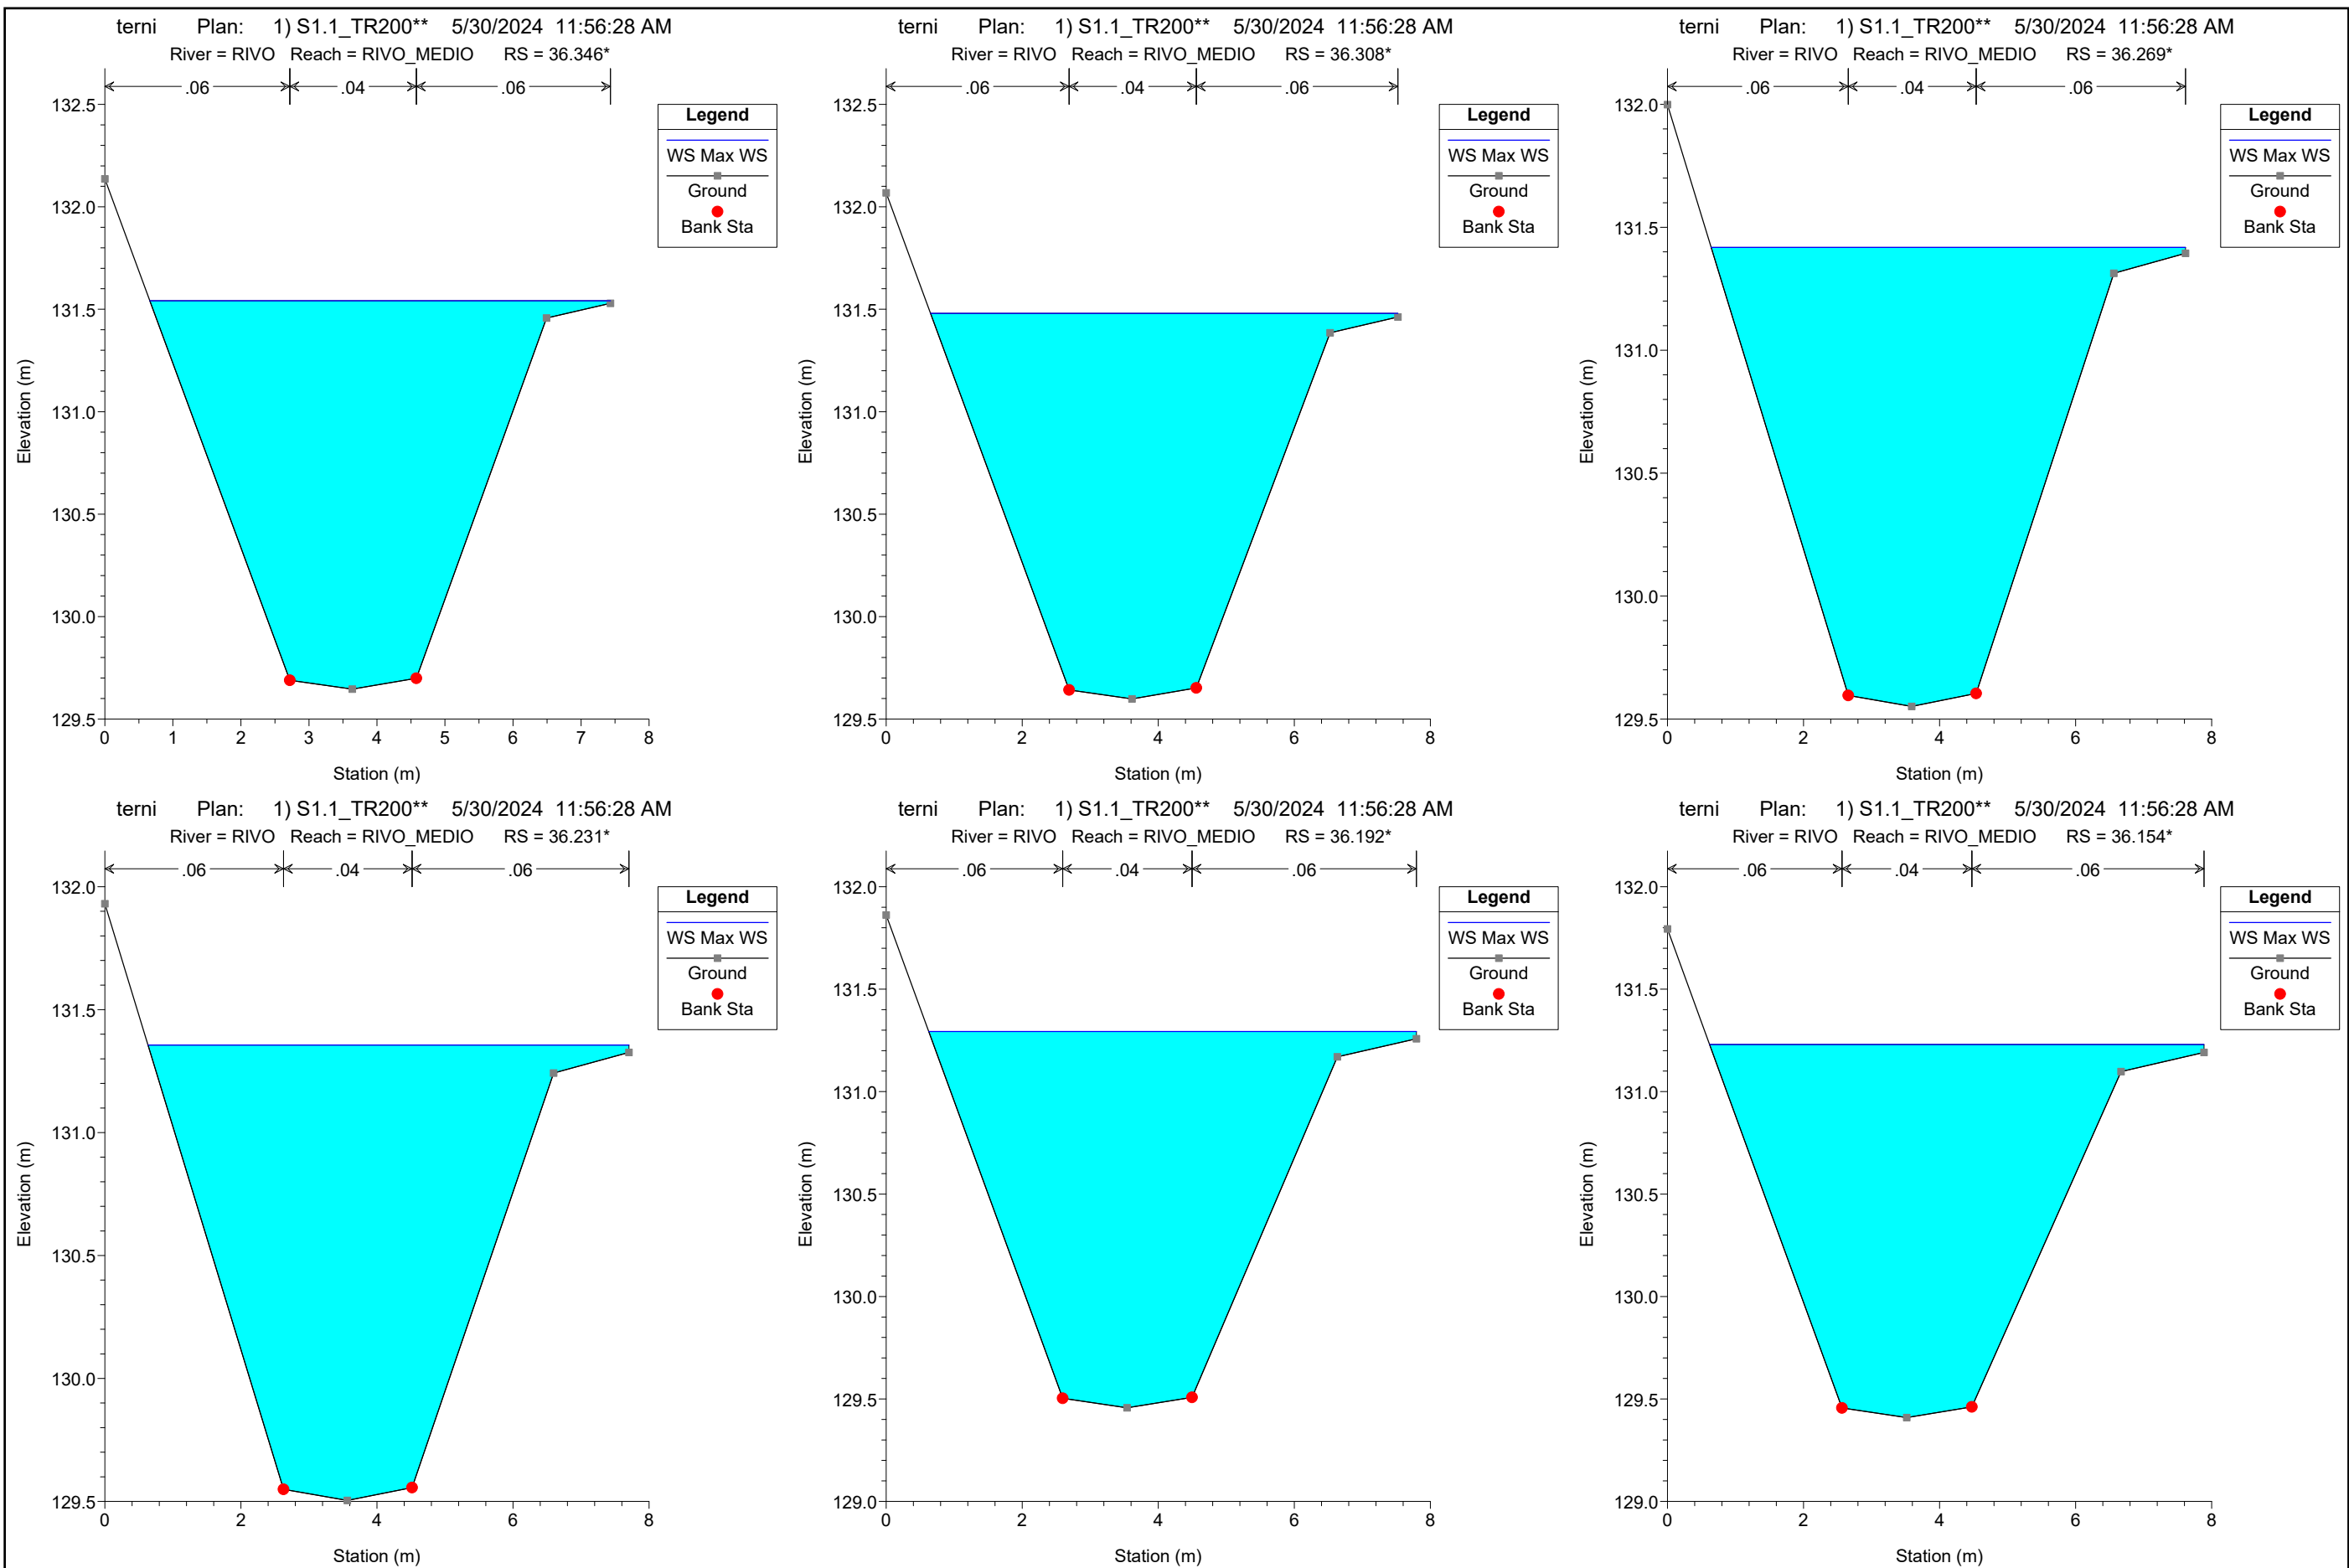 terni Plan: 1) S1.1_TR200** 5/30/2024 11:56:28 AM
River = RIVO Reach = RIVO_MEDIO RS = 36.346*
.06 .04 .06
132.5
132.0
131.5
131.0
130.5
130.0
129.5
Elevation (m)
0 1 2 3 4 5 6 7 8
Station (m)
Legend
WS Max WS
Ground
Bank Sta
terni Plan: 1) S1.1_TR200** 5/30/2024 11:56:28 AM
River = RIVO Reach = RIVO_MEDIO RS = 36.308*
.06 .04 .06
132.5
132.0
131.5
131.0
130.5
130.0
129.5
Elevation (m)
0 2 4 6 8
Station (m)
Legend
WS Max WS
Ground
Bank Sta
terni Plan: 1) S1.1_TR200** 5/30/2024 11:56:28 AM
River = RIVO Reach = RIVO_MEDIO RS = 36.269*
.06 .04 .06
132.0
131.5
131.0
130.5
130.0
129.5
Elevation (m)
0 2 4 6 8
Station (m)
Legend
WS Max WS
Ground
Bank Sta
terni Plan: 1) S1.1_TR200** 5/30/2024 11:56:28 AM
River = RIVO Reach = RIVO_MEDIO RS = 36.231*
.06 .04 .06
132.0
131.5
131.0
130.5
130.0
129.5
Elevation (m)
0 2 4 6 8
Station (m)
Legend
WS Max WS
Ground
Bank Sta
terni Plan: 1) S1.1_TR200** 5/30/2024 11:56:28 AM
River = RIVO Reach = RIVO_MEDIO RS = 36.192*
.06 .04 .06
132.0
131.5
131.0
130.5
130.0
129.5
129.0
Elevation (m)
0 2 4 6 8
Station (m)
Legend
WS Max WS
Ground
Bank Sta
terni Plan: 1) S1.1_TR200** 5/30/2024 11:56:28 AM
River = RIVO Reach = RIVO_MEDIO RS = 36.154*
.06 .04 .06
132.0
131.5
131.0
130.5
130.0
129.5
129.0
Elevation (m)
0 2 4 6 8
Station (m)
Legend
WS Max WS
Ground
Bank Sta